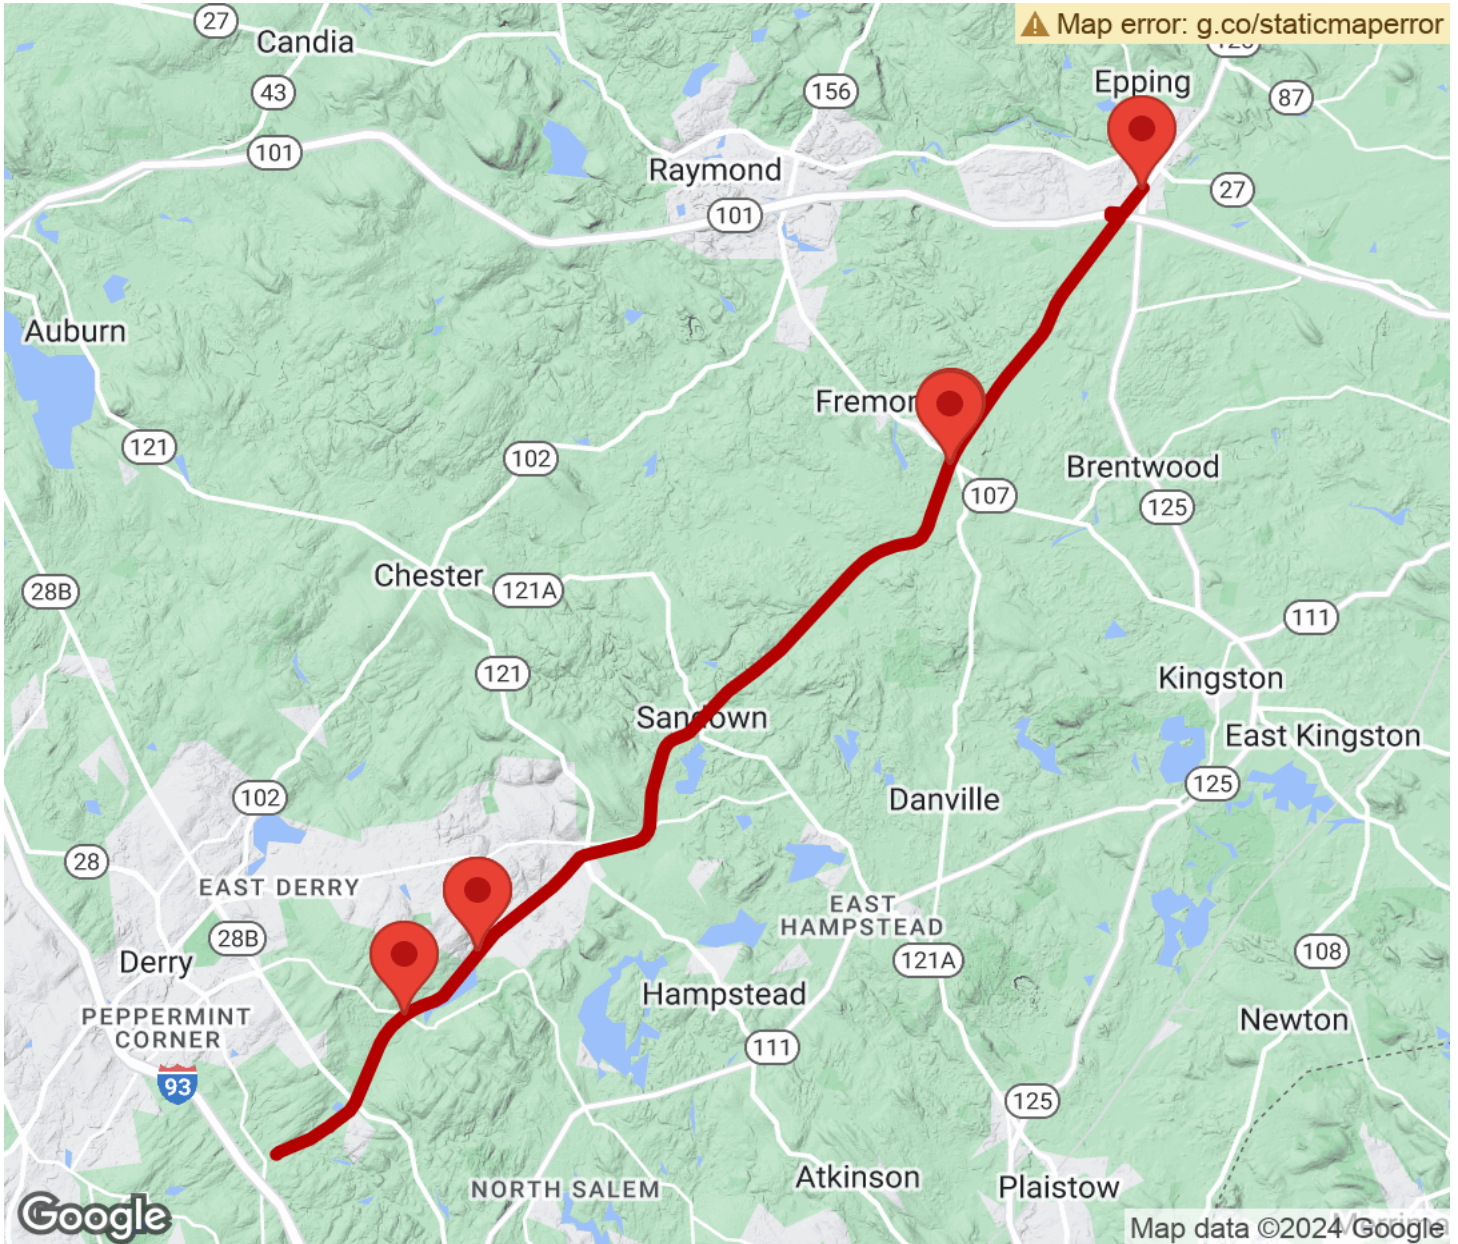 27
Candia
Map error: g.co/staticmaperror
Epping
43
156
87
101
Raymond
27
101
Auburn
121
102
Brentwood
107
125
Chester
121A
28B
111
121
Kingston
Sandown
East Kingston
125
102
Danville
28
EAST DERRY
EAST
HAMPSTEAD
28B
108
Derry
121A
Hampstead
PEPPERMINT
CORNER
Newton
111
93
125
Atkinson
NORTH SALEM
Plaistow
Google
Map data ©2024 Google